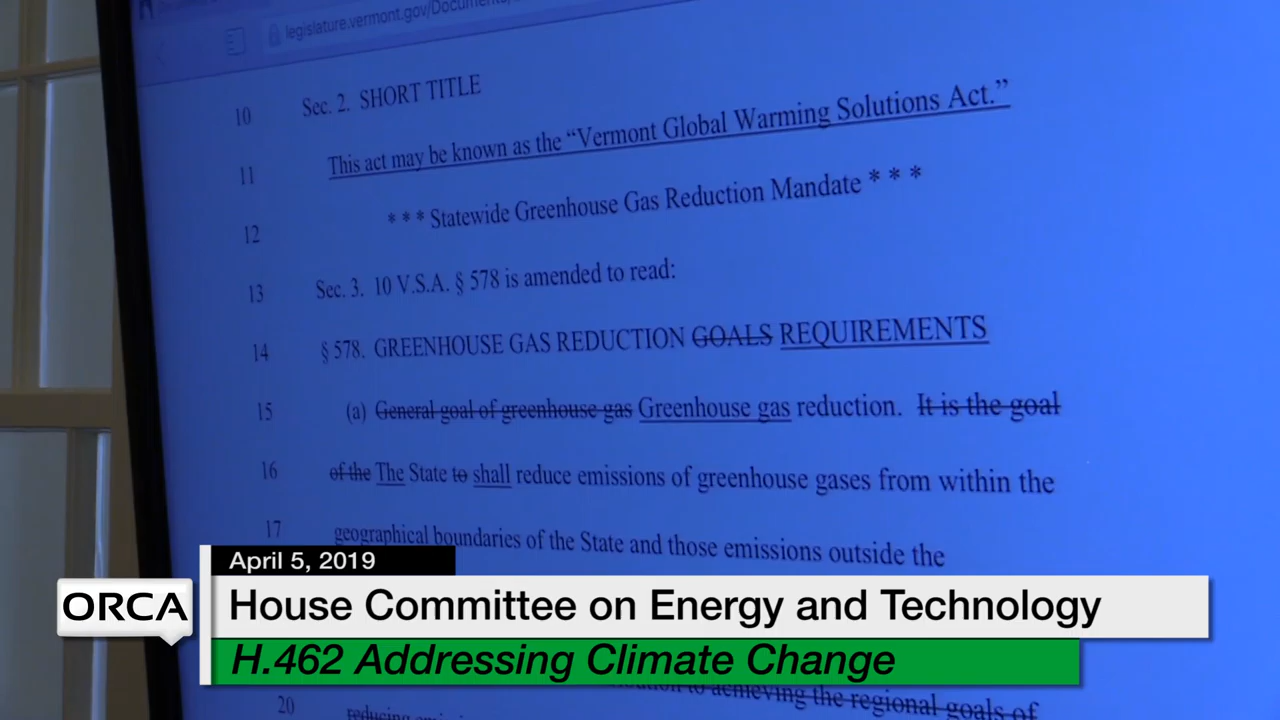 legislature.vermont.gov/Documents/
10 Sec. 2. SHORT TITLE
11 This act may be known as the “Vermont Global Warming Solutions Act.”
12 * * * Statewide Greenhouse Gas Reduction Mandate * * *
13 Sec. 3. 10 V.S.A. § 578 is amended to read:
14 § 578. GREENHOUSE GAS REDUCTION GOALS REQUIREMENTS
15 (a) General goal of greenhouse gas Greenhouse gas reduction. It is the goal
16 of the The State to shall reduce emissions of greenhouse gases from within the
17 geographical boundaries of the State and those emissions outside the
April 5, 2019
ORCA
House Committee on Energy and Technology
H.462 Addressing Climate Change
to achieving the regional goals of
20 reducing